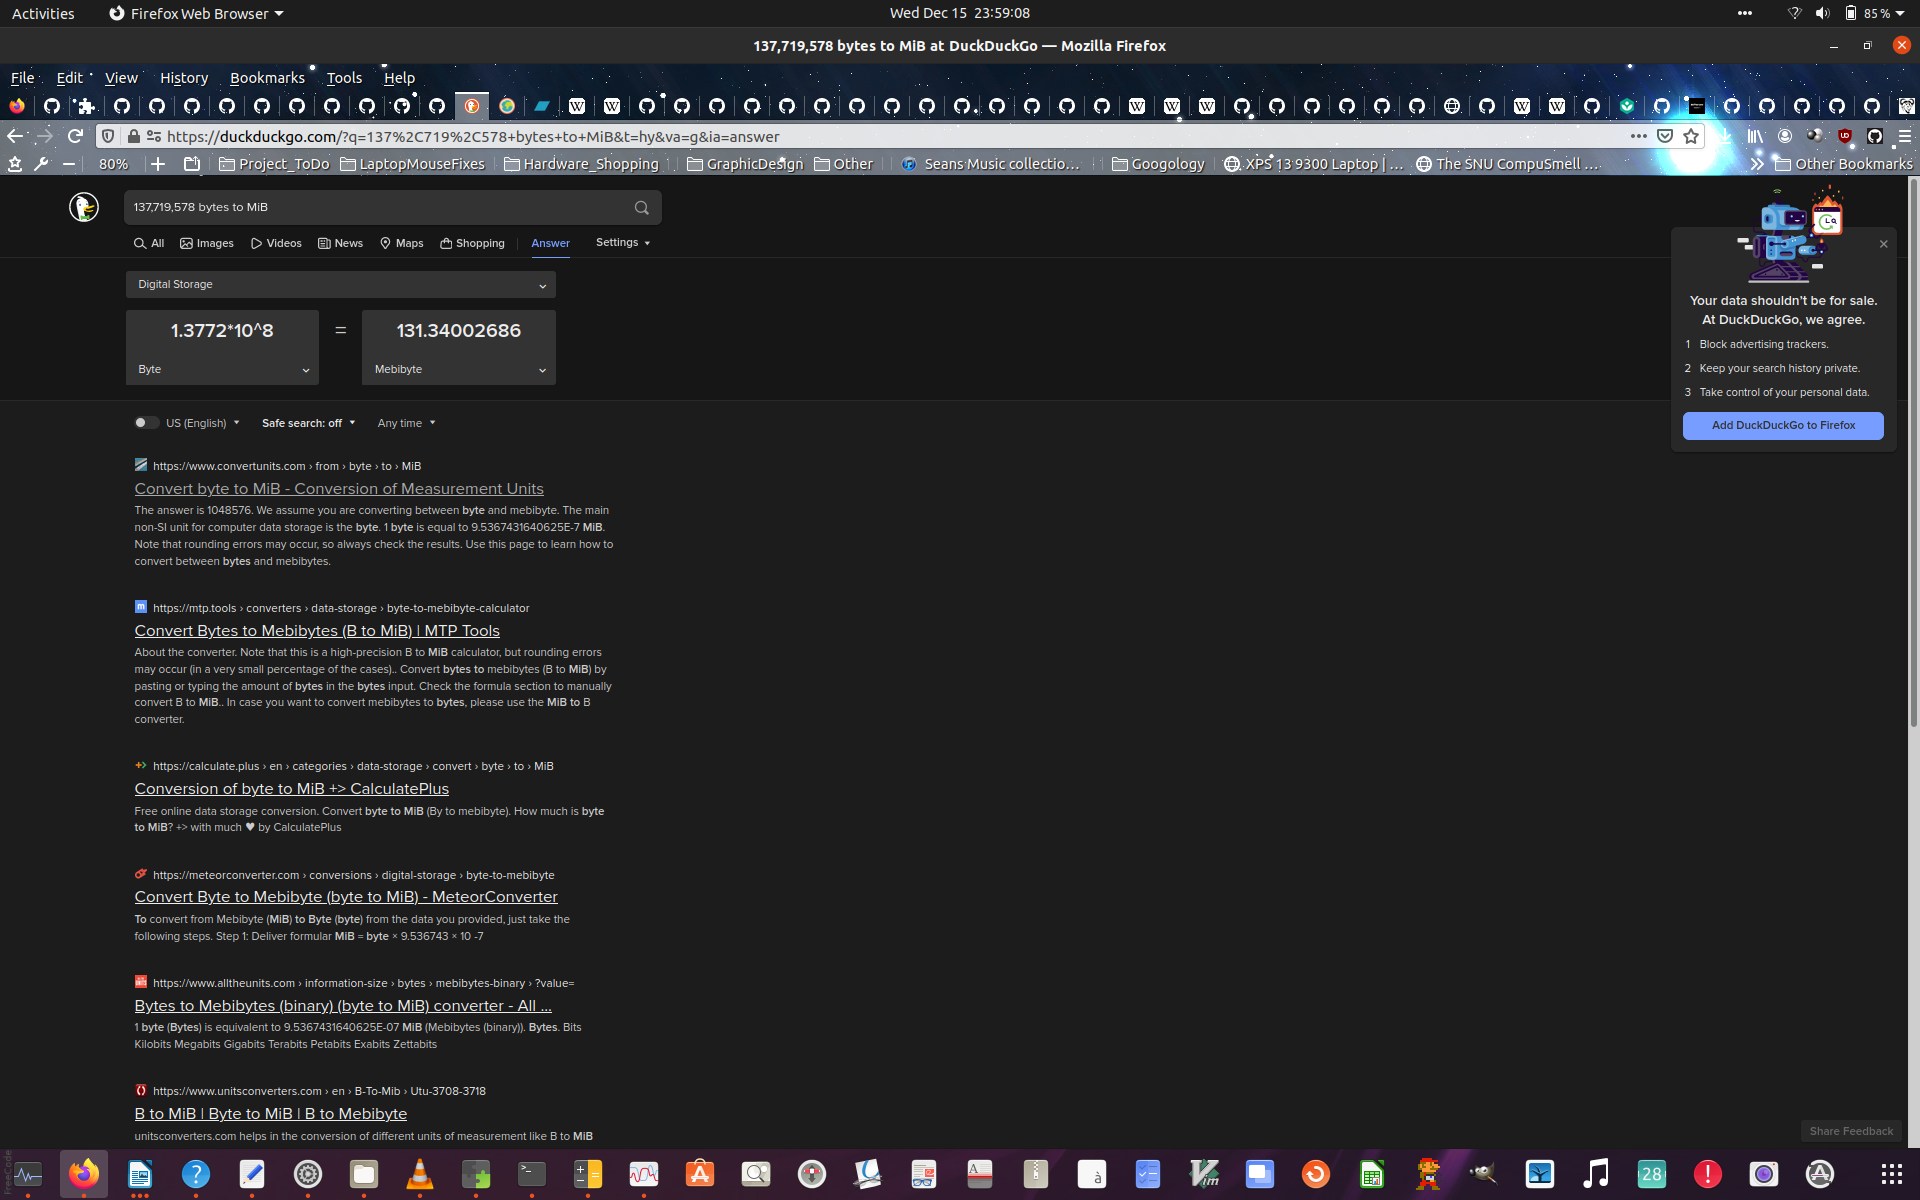 Activities
Firefox Web Browser
Wed Dec 15 23:59:08
85 %
137,719,578 bytes to MiB at DuckDuckGo — Mozilla Firefox
File Edit View History Bookmarks Tools Help
https://duckduckgo.com/?q=137%2C719%2C578+bytes+to+MiB&t=hy&va=g&ia=answer
80% Project_ToDo LaptopMouseFixes Hardware_Shopping GraphicDesign Other Seans Music collectio… Googology XPS 13 9300 Laptop | … The SNU CompuSmell … Other Bookmarks
137,719,578 bytes to MiB
All Images Videos News Maps Shopping Answer Settings
Digital Storage
1.3772*10^8 = 131.34002686
Byte Mebibyte
US (English) Safe search: off Any time
https://www.convertunits.com › from › byte › to › MiB
Convert byte to MiB - Conversion of Measurement Units
The answer is 1048576. We assume you are converting between byte and mebibyte. The main
non-SI unit for computer data storage is the byte. 1 byte is equal to 9.5367431640625E-7 MiB.
Note that rounding errors may occur, so always check the results. Use this page to learn how to
convert between bytes and mebibytes.
https://mtp.tools › converters › data-storage › byte-to-mebibyte-calculator
Convert Bytes to Mebibytes (B to MiB) | MTP Tools
About the converter. Note that this is a high-precision B to MiB calculator, but rounding errors
may occur (in a very small percentage of the cases).. Convert bytes to mebibytes (B to MiB) by
pasting or typing the amount of bytes in the bytes input. Check the formula section to manually
convert B to MiB.. In case you want to convert mebibytes to bytes, please use the MiB to B
converter.
https://calculate.plus › en › categories › data-storage › convert › byte › to › MiB
Conversion of byte to MiB +> CalculatePlus
Free online data storage conversion. Convert byte to MiB (By to mebibyte). How much is byte
to MiB? +> with much ♥ by CalculatePlus
https://meteorconverter.com › conversions › digital-storage › byte-to-mebibyte
Convert Byte to Mebibyte (byte to MiB) - MeteorConverter
To convert from Mebibyte (MiB) to Byte (byte) from the data you provided, just take the
following steps. Step 1: Deliver formular MiB = byte × 9.536743 × 10 -7
https://www.alltheunits.com › information-size › bytes › mebibytes-binary › ?value=
Bytes to Mebibytes (binary) (byte to MiB) converter - All ...
1 byte (Bytes) is equivalent to 9.5367431640625E-07 MiB (Mebibytes (binary)). Bytes. Bits
Kilobits Megabits Gigabits Terabits Petabits Exabits Zettabits
https://www.unitsconverters.com › en › B-To-Mib › Utu-3708-3718
B to MiB | Byte to MiB | B to Mebibyte
unitsconverters.com helps in the conversion of different units of measurement like B to MiB
Your data shouldn't be for sale.
At DuckDuckGo, we agree.
1 Block advertising trackers.
2 Keep your search history private.
3 Take control of your personal data.
Add DuckDuckGo to Firefox
Share Feedback
28